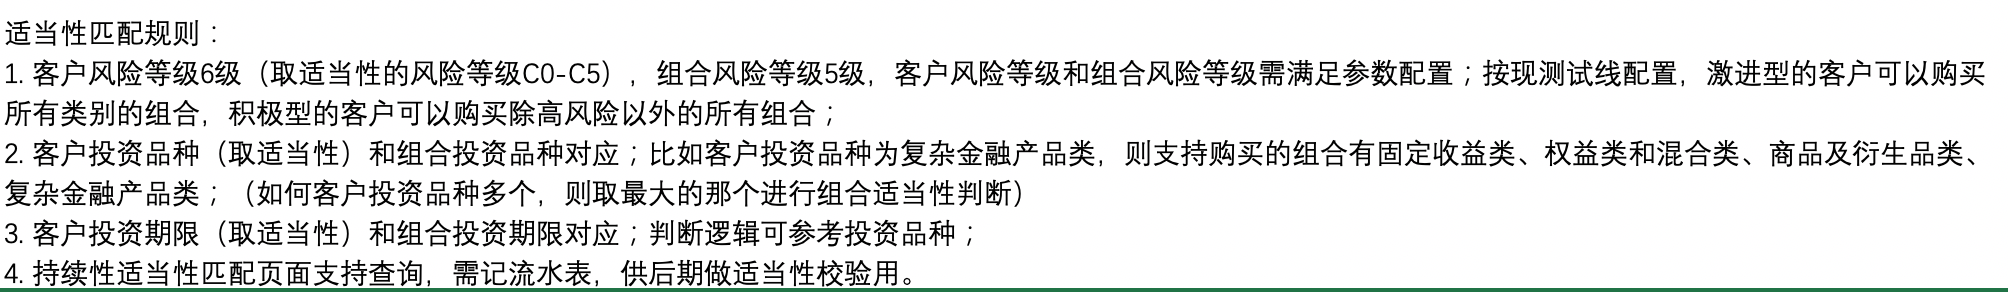 适当性匹配规则：
1. 客户风险等级6级（取适当性的风险等级C0-C5），组合风险等级5级，客户风险等级和组合风险等级需满足参数配置；按现测试线配置，激进型的客户可以购买
所有类别的组合，积极型的客户可以购买除高风险以外的所有组合；
2. 客户投资品种（取适当性）和组合投资品种对应；比如客户投资品种为复杂金融产品类，则支持购买的组合有固定收益类、权益类和混合类、商品及衍生品类、
复杂金融产品类；（如何客户投资品种多个，则取最大的那个进行组合适当性判断）
3. 客户投资期限（取适当性）和组合投资期限对应；判断逻辑可参考投资品种；
4. 持续性适当性匹配页面支持查询，需记流水表，供后期做适当性校验用。